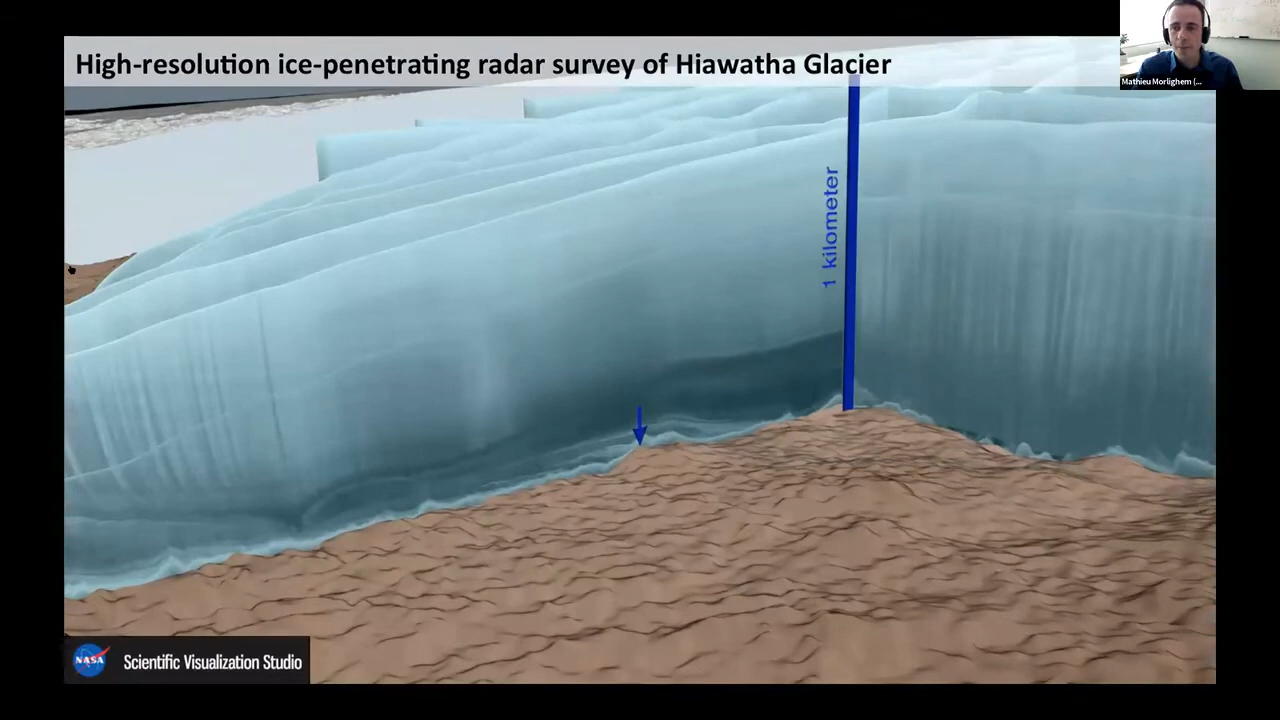 High-resolution ice-penetrating radar survey of Hiawatha Glacier
Mathieu Morlighem (...
1 kilometer
NASA
Scientific Visualization Studio